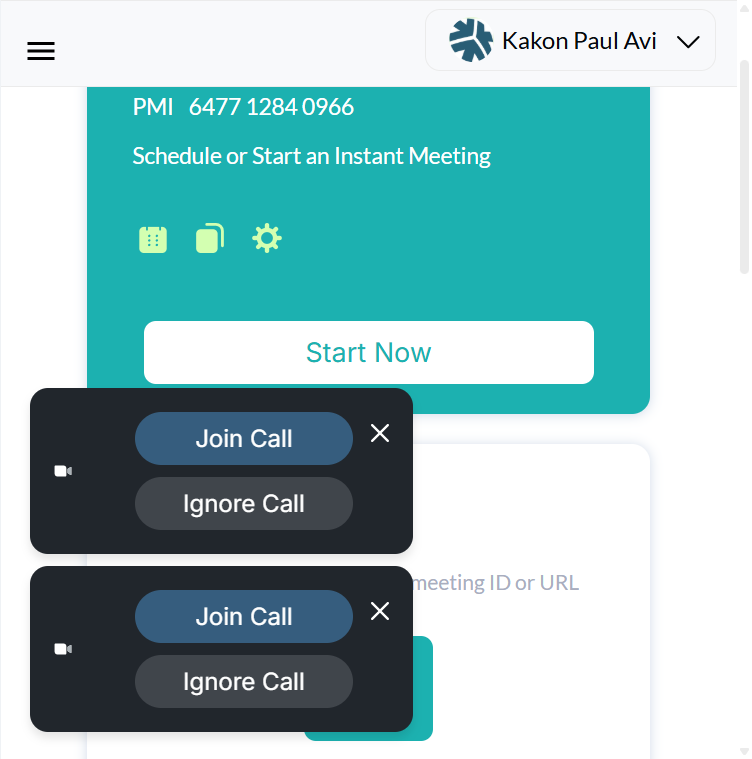 Kakon Paul Avi
PMI 6477 1284 0966
Schedule or Start an Instant Meeting
Start Now
Join Call
Ignore Call
meeting ID or URL
Join Call
Ignore Call